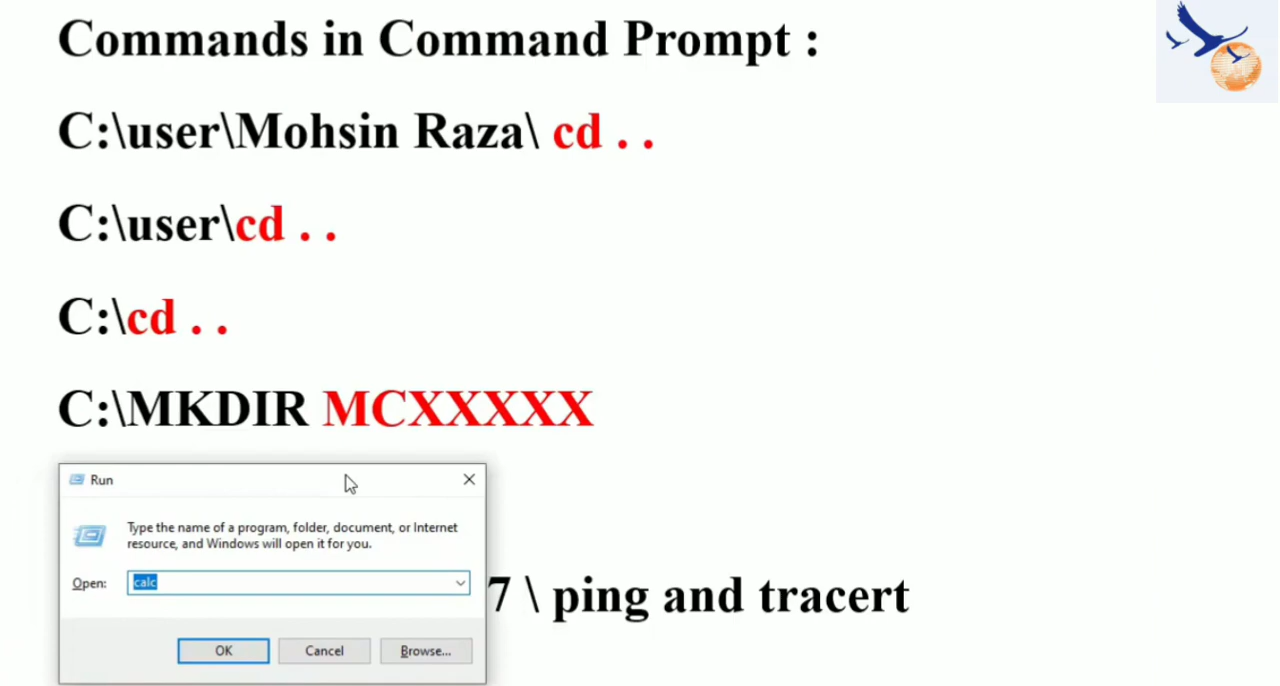 Commands in Command Prompt :
C:\user\Mohsin Raza\ cd . .
C:\user\cd . .
C:\cd . .
C:\MKDIR MCXXXXX
Run
Type the name of a program, folder, document, or Internet
resource, and Windows will open it for you.
Open: calc
7 \ ping and tracert
OK Cancel Browse...